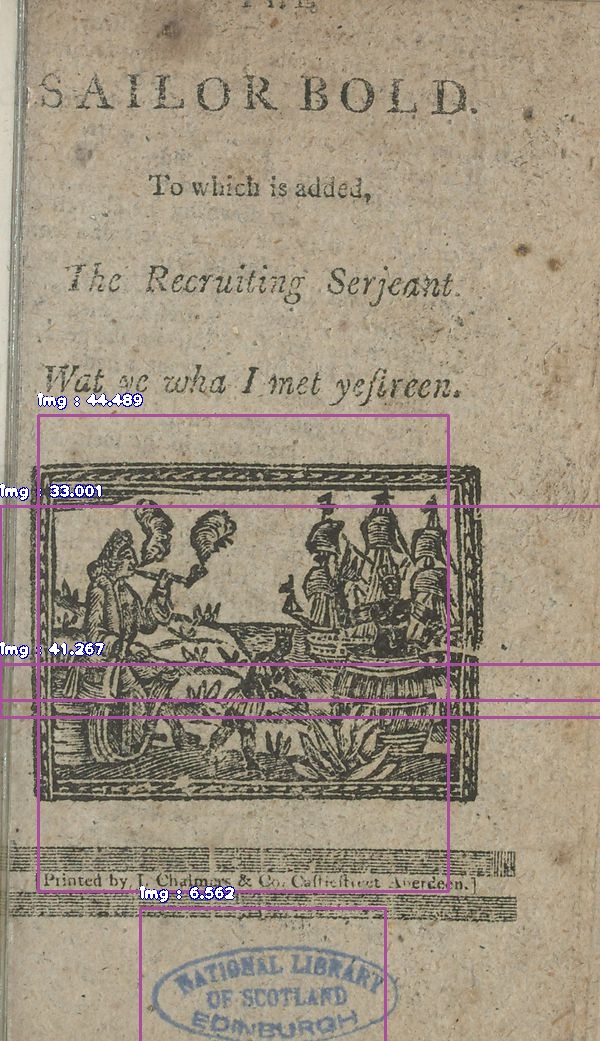 THE
SAILOR BOLD.
To which is added,
The Recruiting Serjeant.
Wat ye wha I met yeſtreen.
Img : 44.489
Img : 33.001
Img : 41.267
[Printed by J. Chalmers & Co. Caſtleſtreet Aberdeen.]
Img : 6.562
NATIONAL LIBRARY
OF SCOTLAND
EDINBURGH